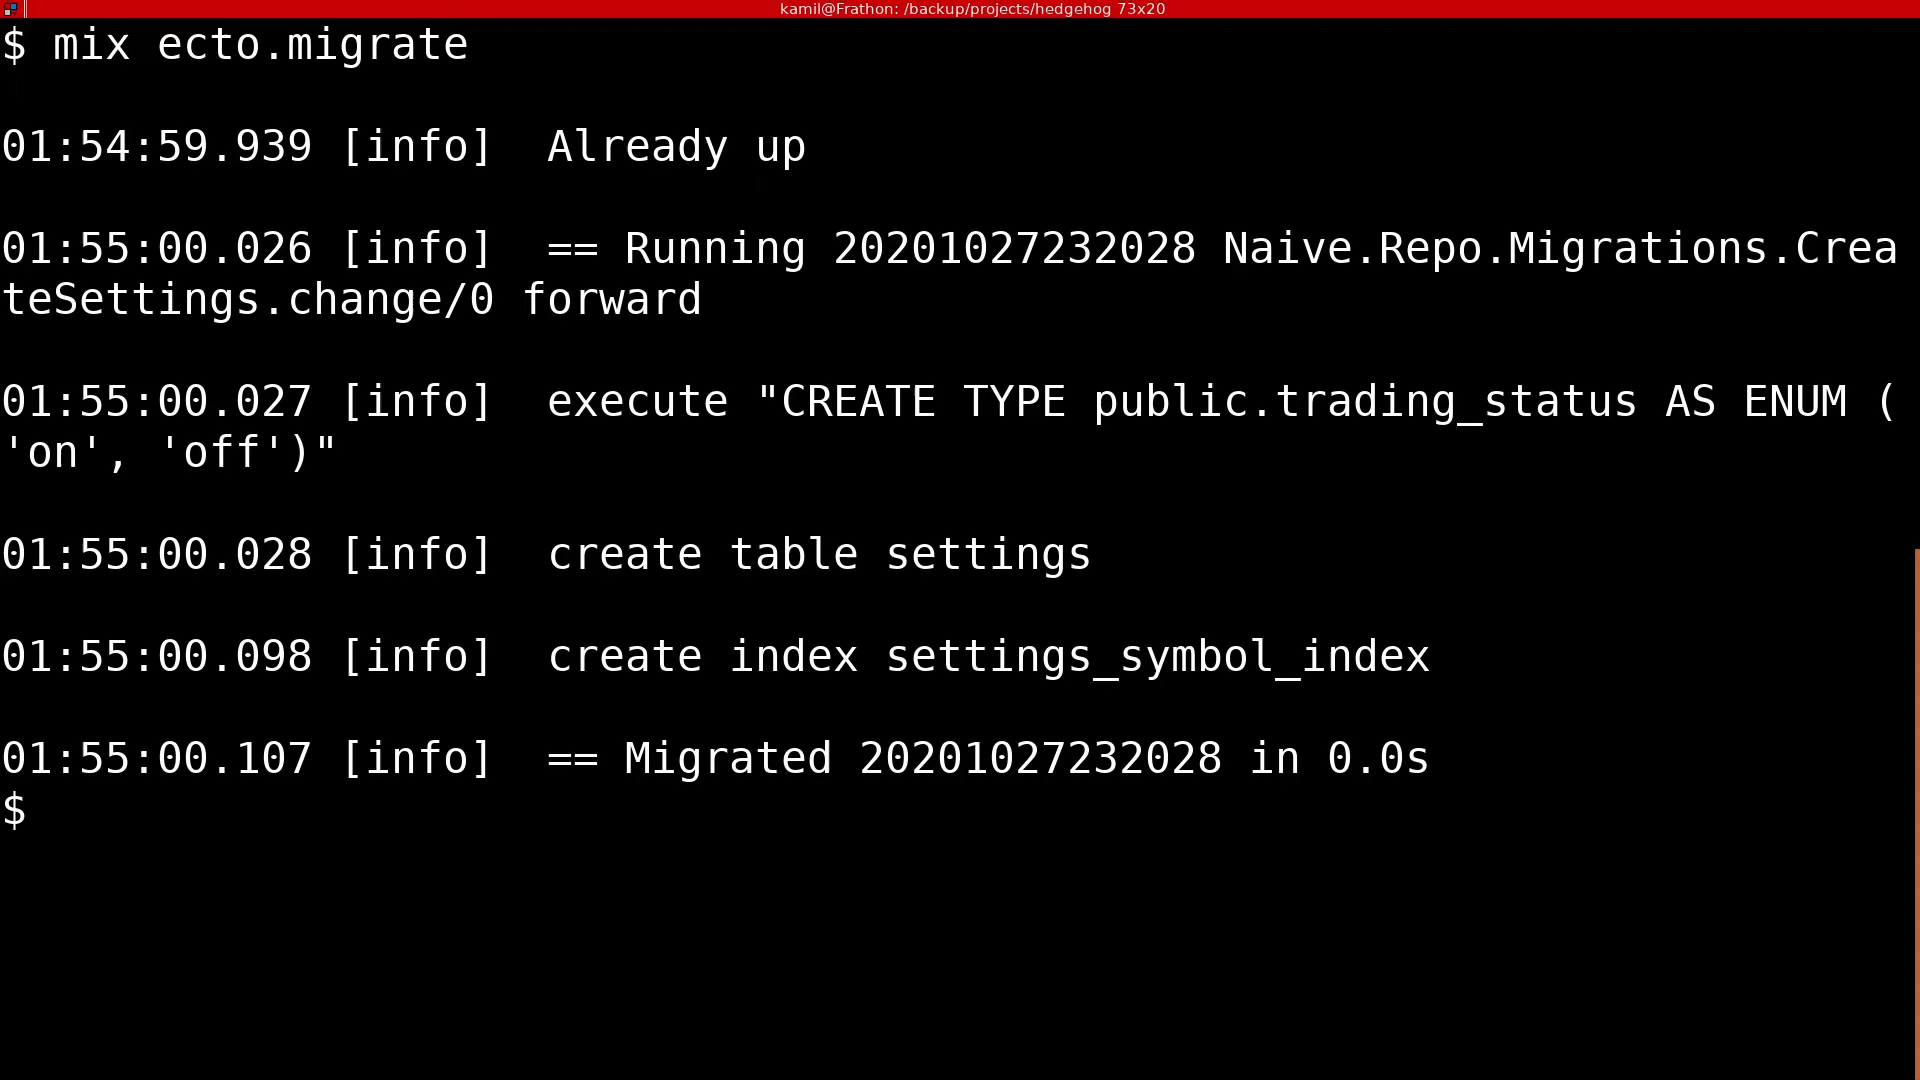 kamil@Frathon: /backup/projects/hedgehog 73x20
$ mix ecto.migrate
01:54:59.939 [info]  Already up
01:55:00.026 [info]  == Running 20201027232028 Naive.Repo.Migrations.Crea
teSettings.change/0 forward
01:55:00.027 [info]  execute "CREATE TYPE public.trading_status AS ENUM (
'on', 'off')"
01:55:00.028 [info]  create table settings
01:55:00.098 [info]  create index settings_symbol_index
01:55:00.107 [info]  == Migrated 20201027232028 in 0.0s
$